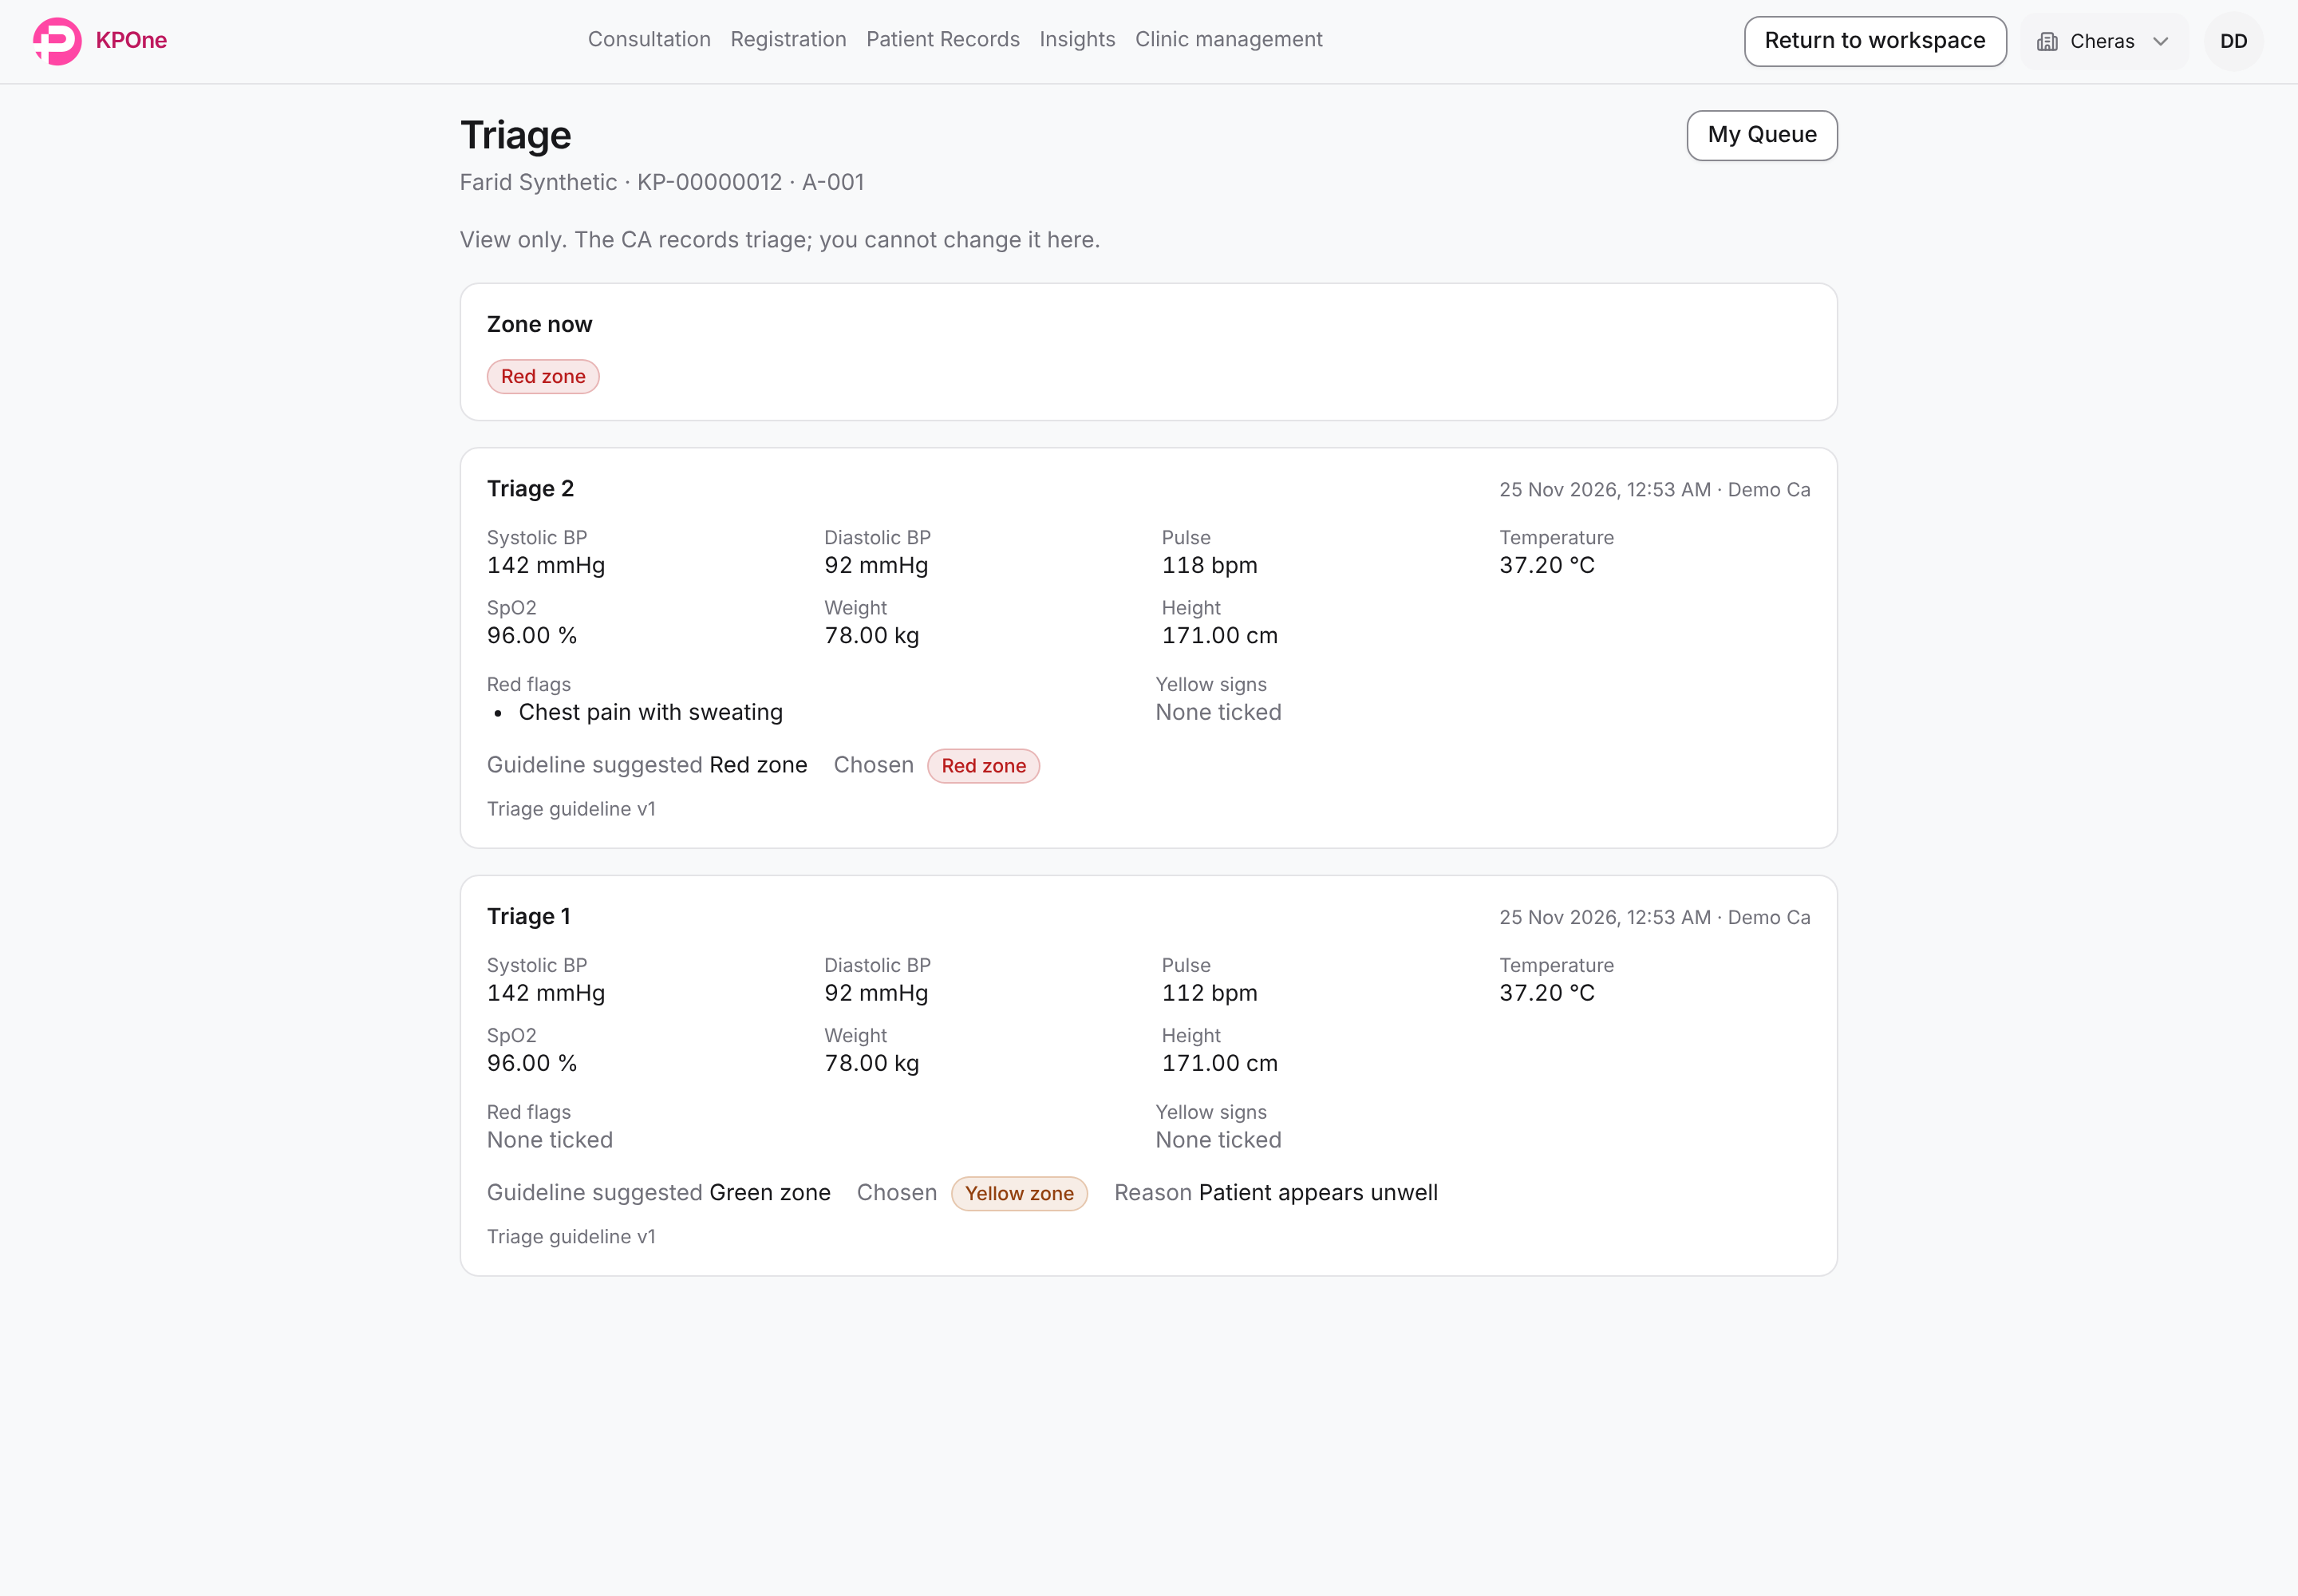 KPOne
Consultation Registration Patient Records Insights Clinic management
Return to workspace
Cheras
DD
Triage
My Queue
Farid Synthetic · KP-00000012 · A-001
View only. The CA records triage; you cannot change it here.
Zone now
Red zone
Triage 2
25 Nov 2026, 12:53 AM · Demo Ca
Systolic BP Diastolic BP Pulse Temperature
142 mmHg 92 mmHg 118 bpm 37.20 °C
SpO2 Weight Height
96.00 % 78.00 kg 171.00 cm
Red flags Yellow signs
• Chest pain with sweating None ticked
Guideline suggested Red zone Chosen Red zone
Triage guideline v1
Triage 1
25 Nov 2026, 12:53 AM · Demo Ca
Systolic BP Diastolic BP Pulse Temperature
142 mmHg 92 mmHg 112 bpm 37.20 °C
SpO2 Weight Height
96.00 % 78.00 kg 171.00 cm
Red flags Yellow signs
None ticked None ticked
Guideline suggested Green zone Chosen Yellow zone Reason Patient appears unwell
Triage guideline v1